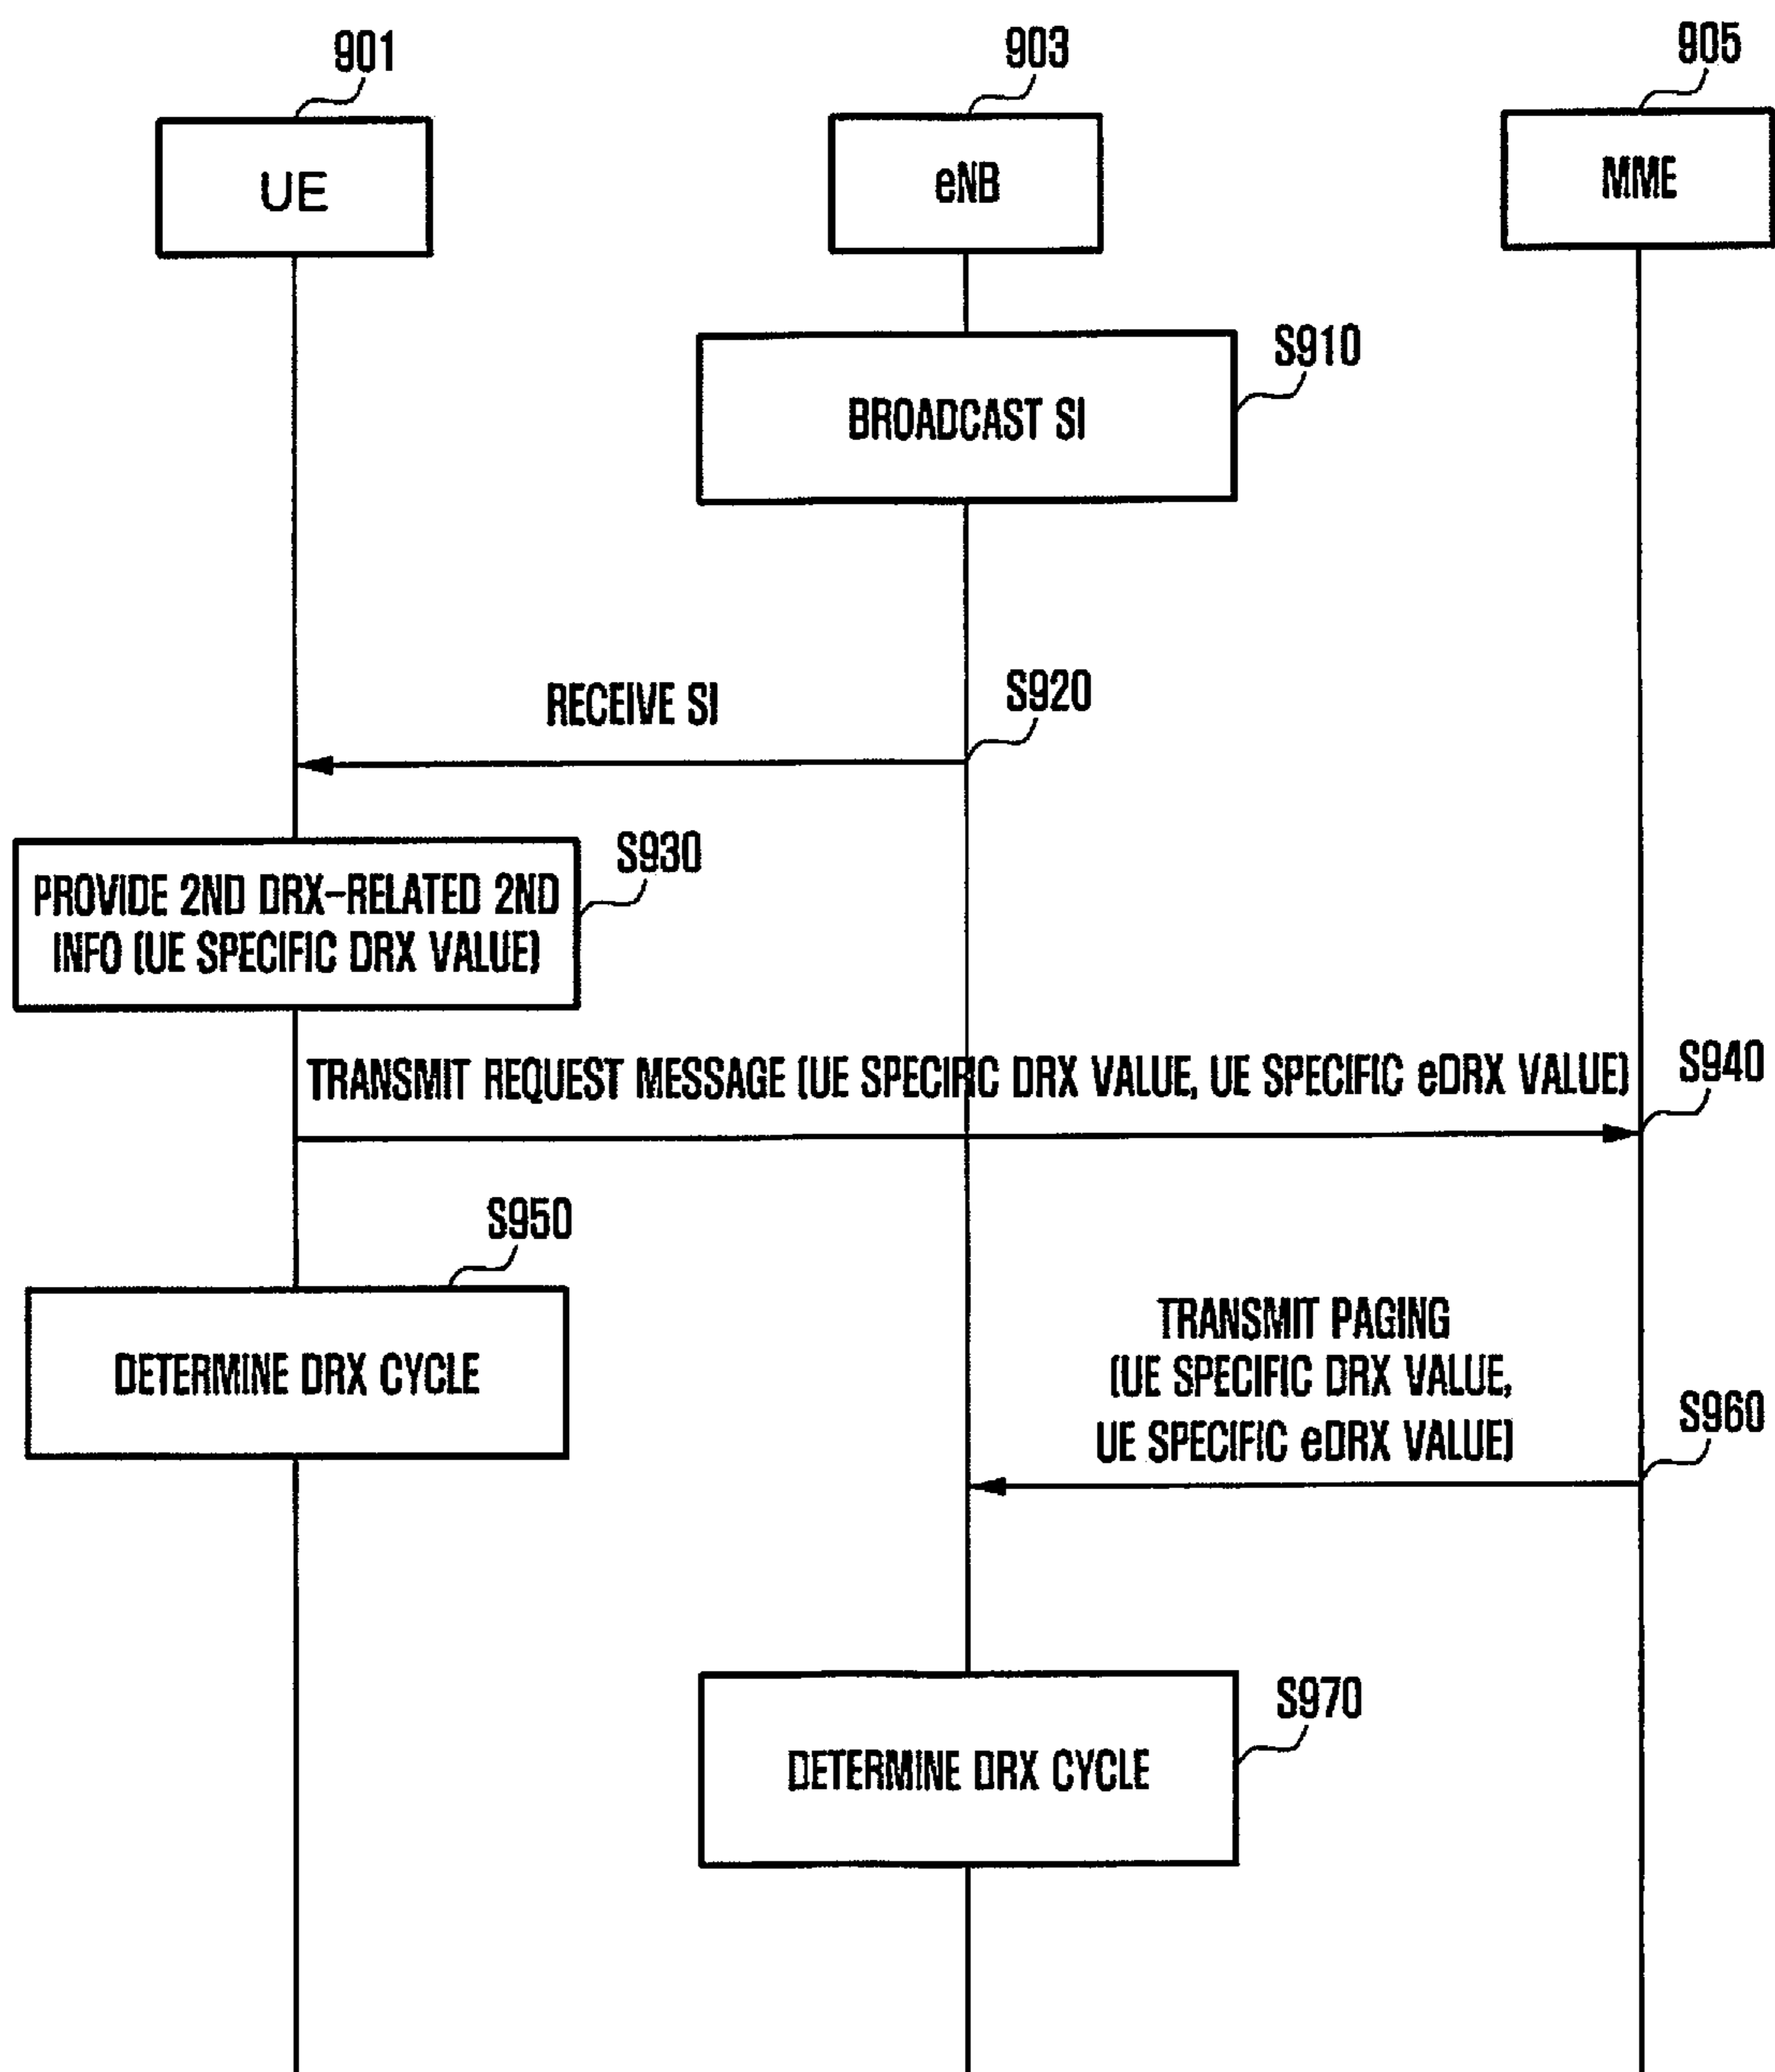 901
903
905
UE
eNB
MME
S910
BROADCAST SI
S920
RECEIVE SI
S930
PROVIDE 2ND DRX-RELATED 2ND
INFO (UE SPECIFIC DRX VALUE)
TRANSMIT REQUEST MESSAGE (UE SPECIFIC DRX VALUE, UE SPECIFIC eDRX VALUE)
S940
S950
DETERMINE DRX CYCLE
TRANSMIT PAGING
(UE SPECIFIC DRX VALUE,
UE SPECIFIC eDRX VALUE)
S960
S970
DETERMINE DRX CYCLE